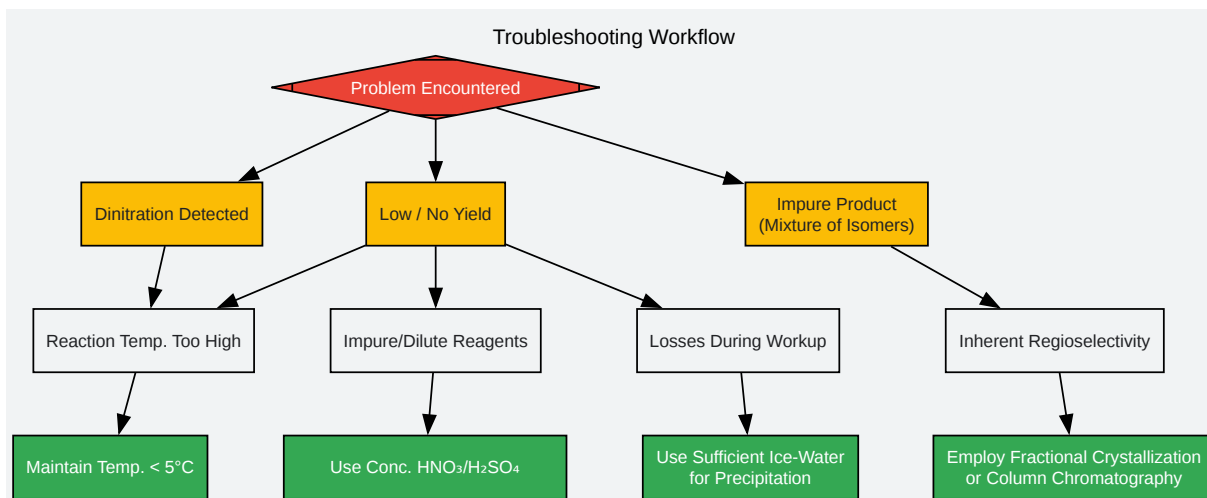 Troubleshooting Workflow
Problem Encountered
Dinitration Detected
Low / No Yield
Impure Product
(Mixture of Isomers)
Reaction Temp. Too High
Impure/Dilute Reagents
Losses During Workup
Inherent Regioselectivity
Maintain Temp. < 5°C
Use Conc. HNO₃/H₂SO₄
Use Sufficient Ice-Water
for Precipitation
Employ Fractional Crystallization
or Column Chromatography